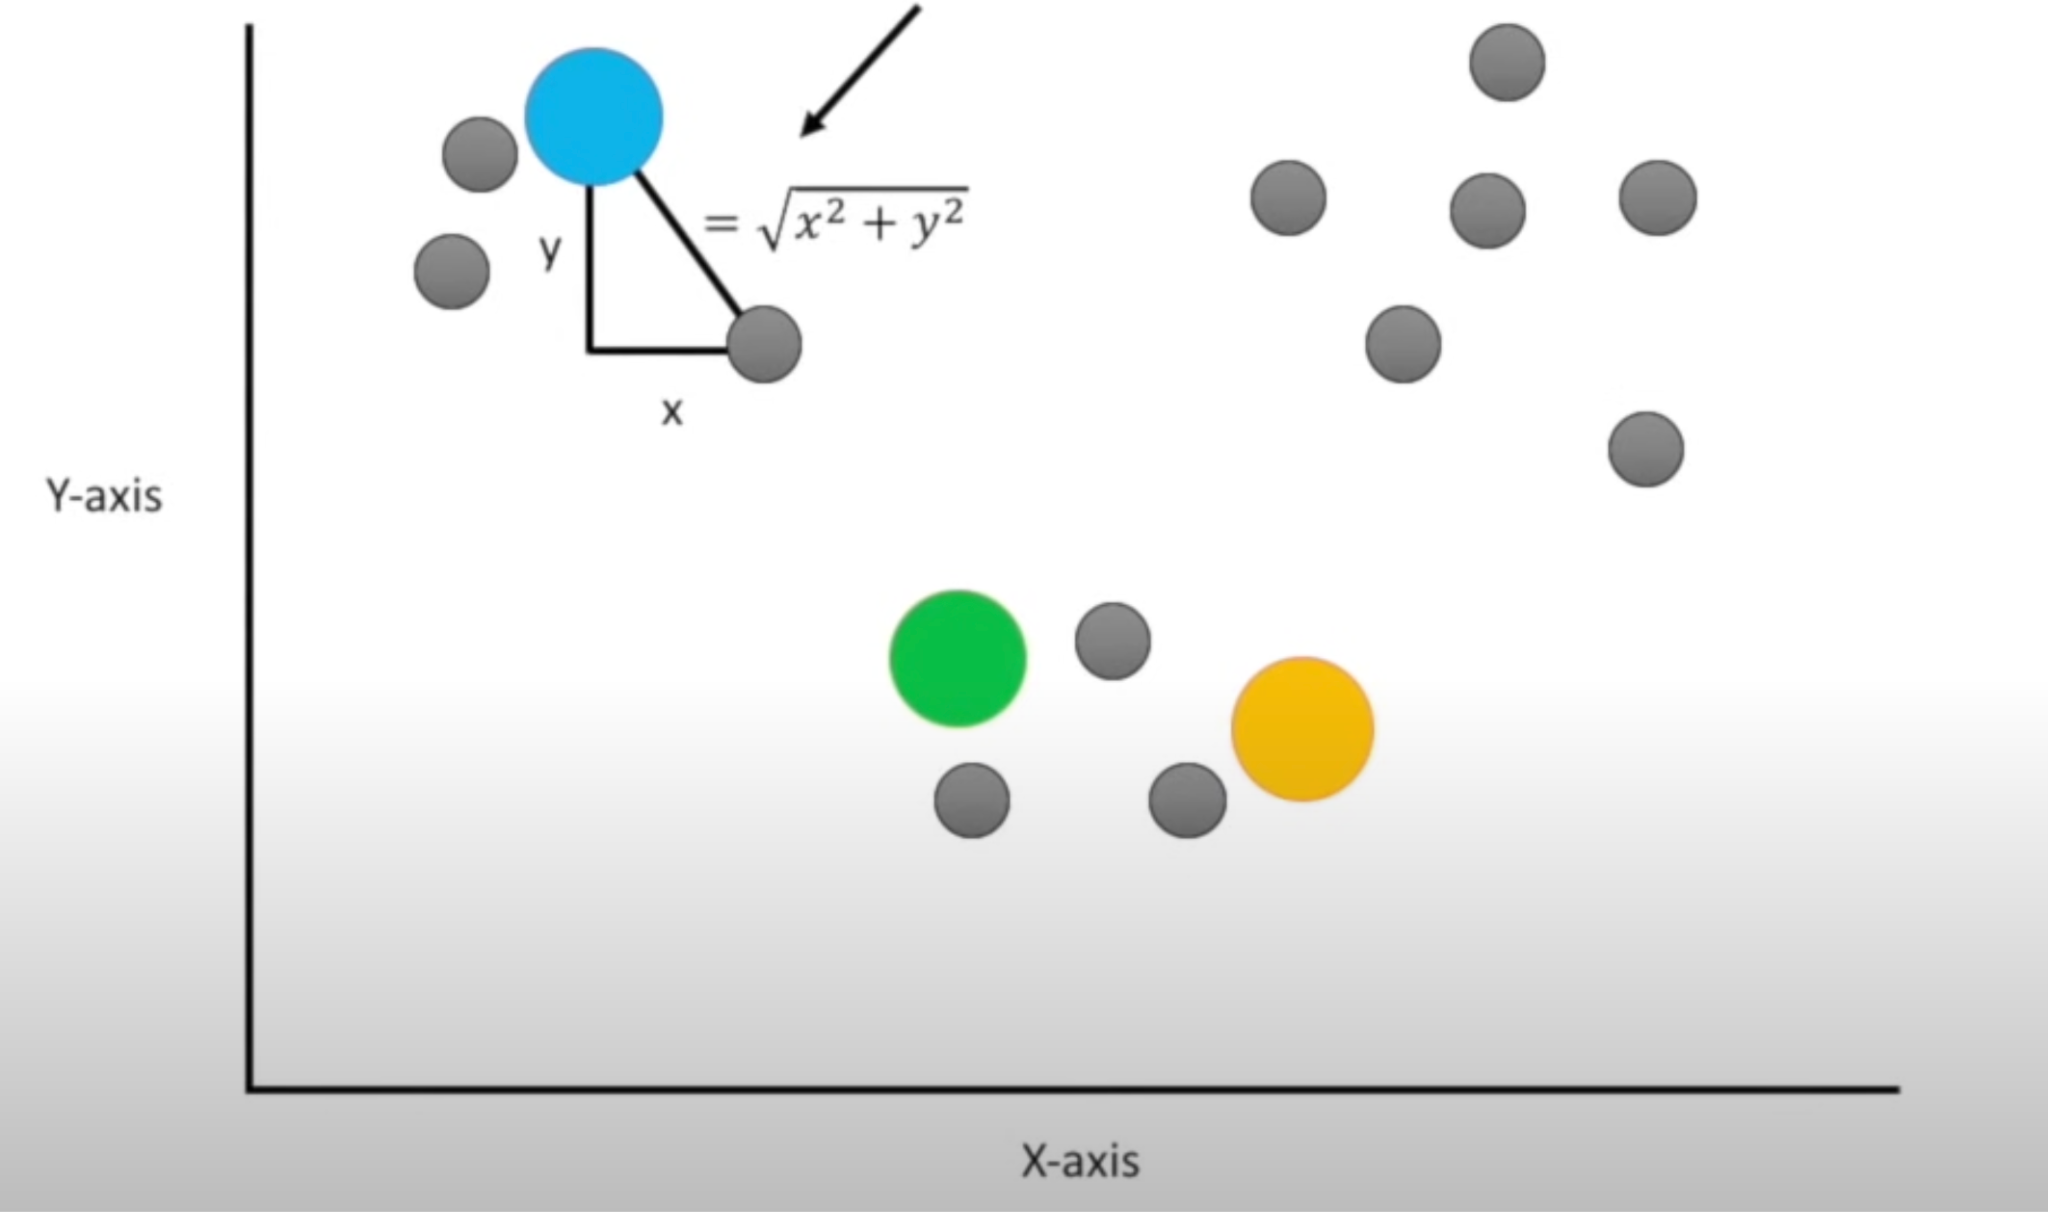 y
= √x² + y²
x
Y-axis
X-axis